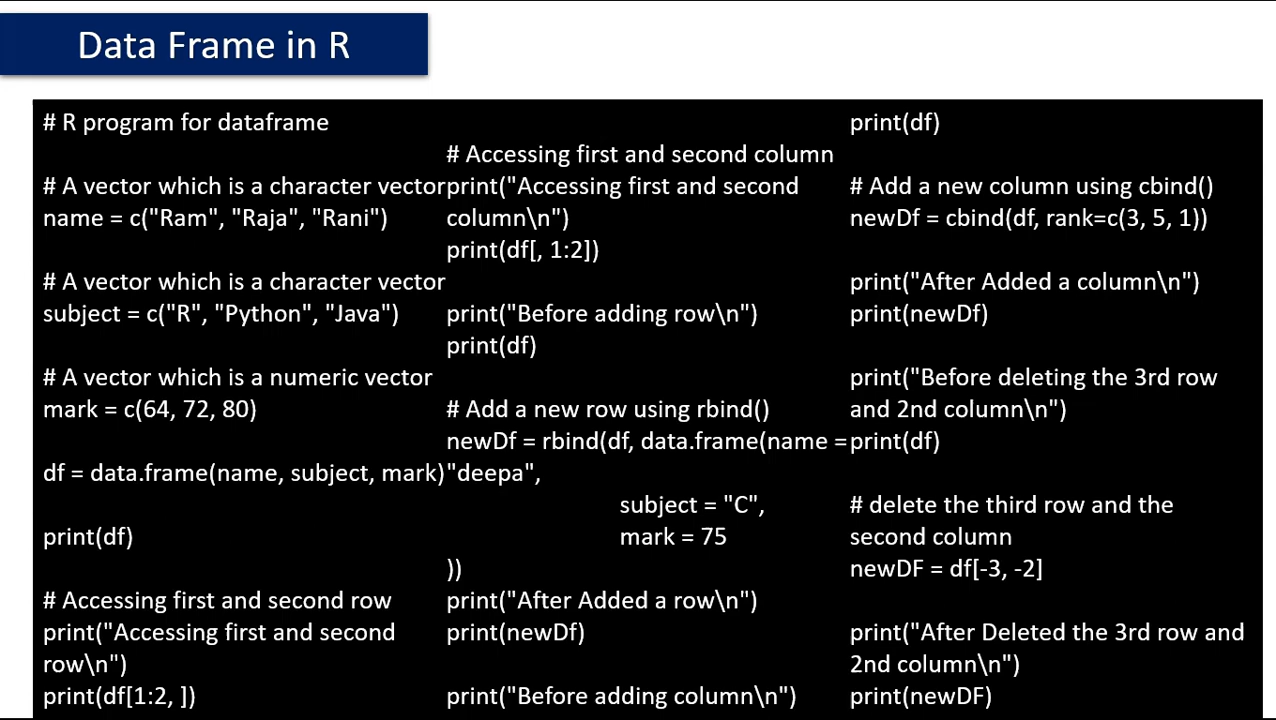 Data Frame in R
# R program for dataframe
# A vector which is a character vector
name = c("Ram", "Raja", "Rani")
# A vector which is a character vector
subject = c("R", "Python", "Java")
# A vector which is a numeric vector
mark = c(64, 72, 80)
df = data.frame(name, subject, mark)
print(df)
# Accessing first and second row
print("Accessing first and second
row\n")
print(df[1:2, ])
# Accessing first and second column
print("Accessing first and second
column\n")
print(df[, 1:2])
print("Before adding row\n")
print(df)
# Add a new row using rbind()
newDf = rbind(df, data.frame(name =
"deepa",
subject = "C",
mark = 75
))
print("After Added a row\n")
print(newDf)
print("Before adding column\n")
print(df)
# Add a new column using cbind()
newDf = cbind(df, rank=c(3, 5, 1))
print("After Added a column\n")
print(newDf)
print("Before deleting the 3rd row
and 2nd column\n")
print(df)
# delete the third row and the
second column
newDF = df[-3, -2]
print("After Deleted the 3rd row and
2nd column\n")
print(newDF)